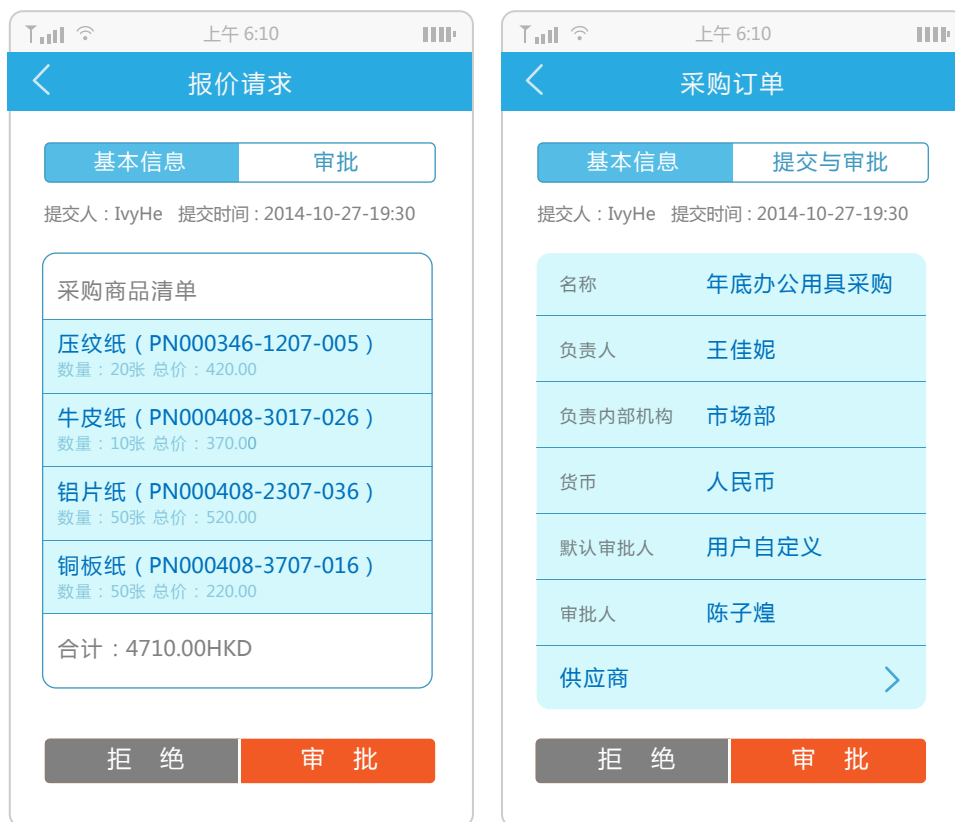 上午 6:10
报价请求
基本信息 审批
提交人：IvyHe 提交时间 : 2014-10-27-19:30
采购商品清单
压纹纸（PN000346-1207-005）
数量：20张 总价：420.00
牛皮纸（PN000408-3017-026）
数量：10张 总价：370.00
铝片纸（PN000408-2307-036）
数量：50张 总价：520.00
铜板纸（PN000408-3707-016）
数量：50张 总价：220.00
合计：4710.00HKD
拒 绝 审 批
上午 6:10
采购订单
基本信息 提交与审批
提交人：IvyHe 提交时间 : 2014-10-27-19:30
名称 年底办公用具采购
负责人 王佳妮
负责内部机构 市场部
货币 人民币
默认审批人 用户自定义
审批人 陈子煌
供应商
拒 绝 审 批